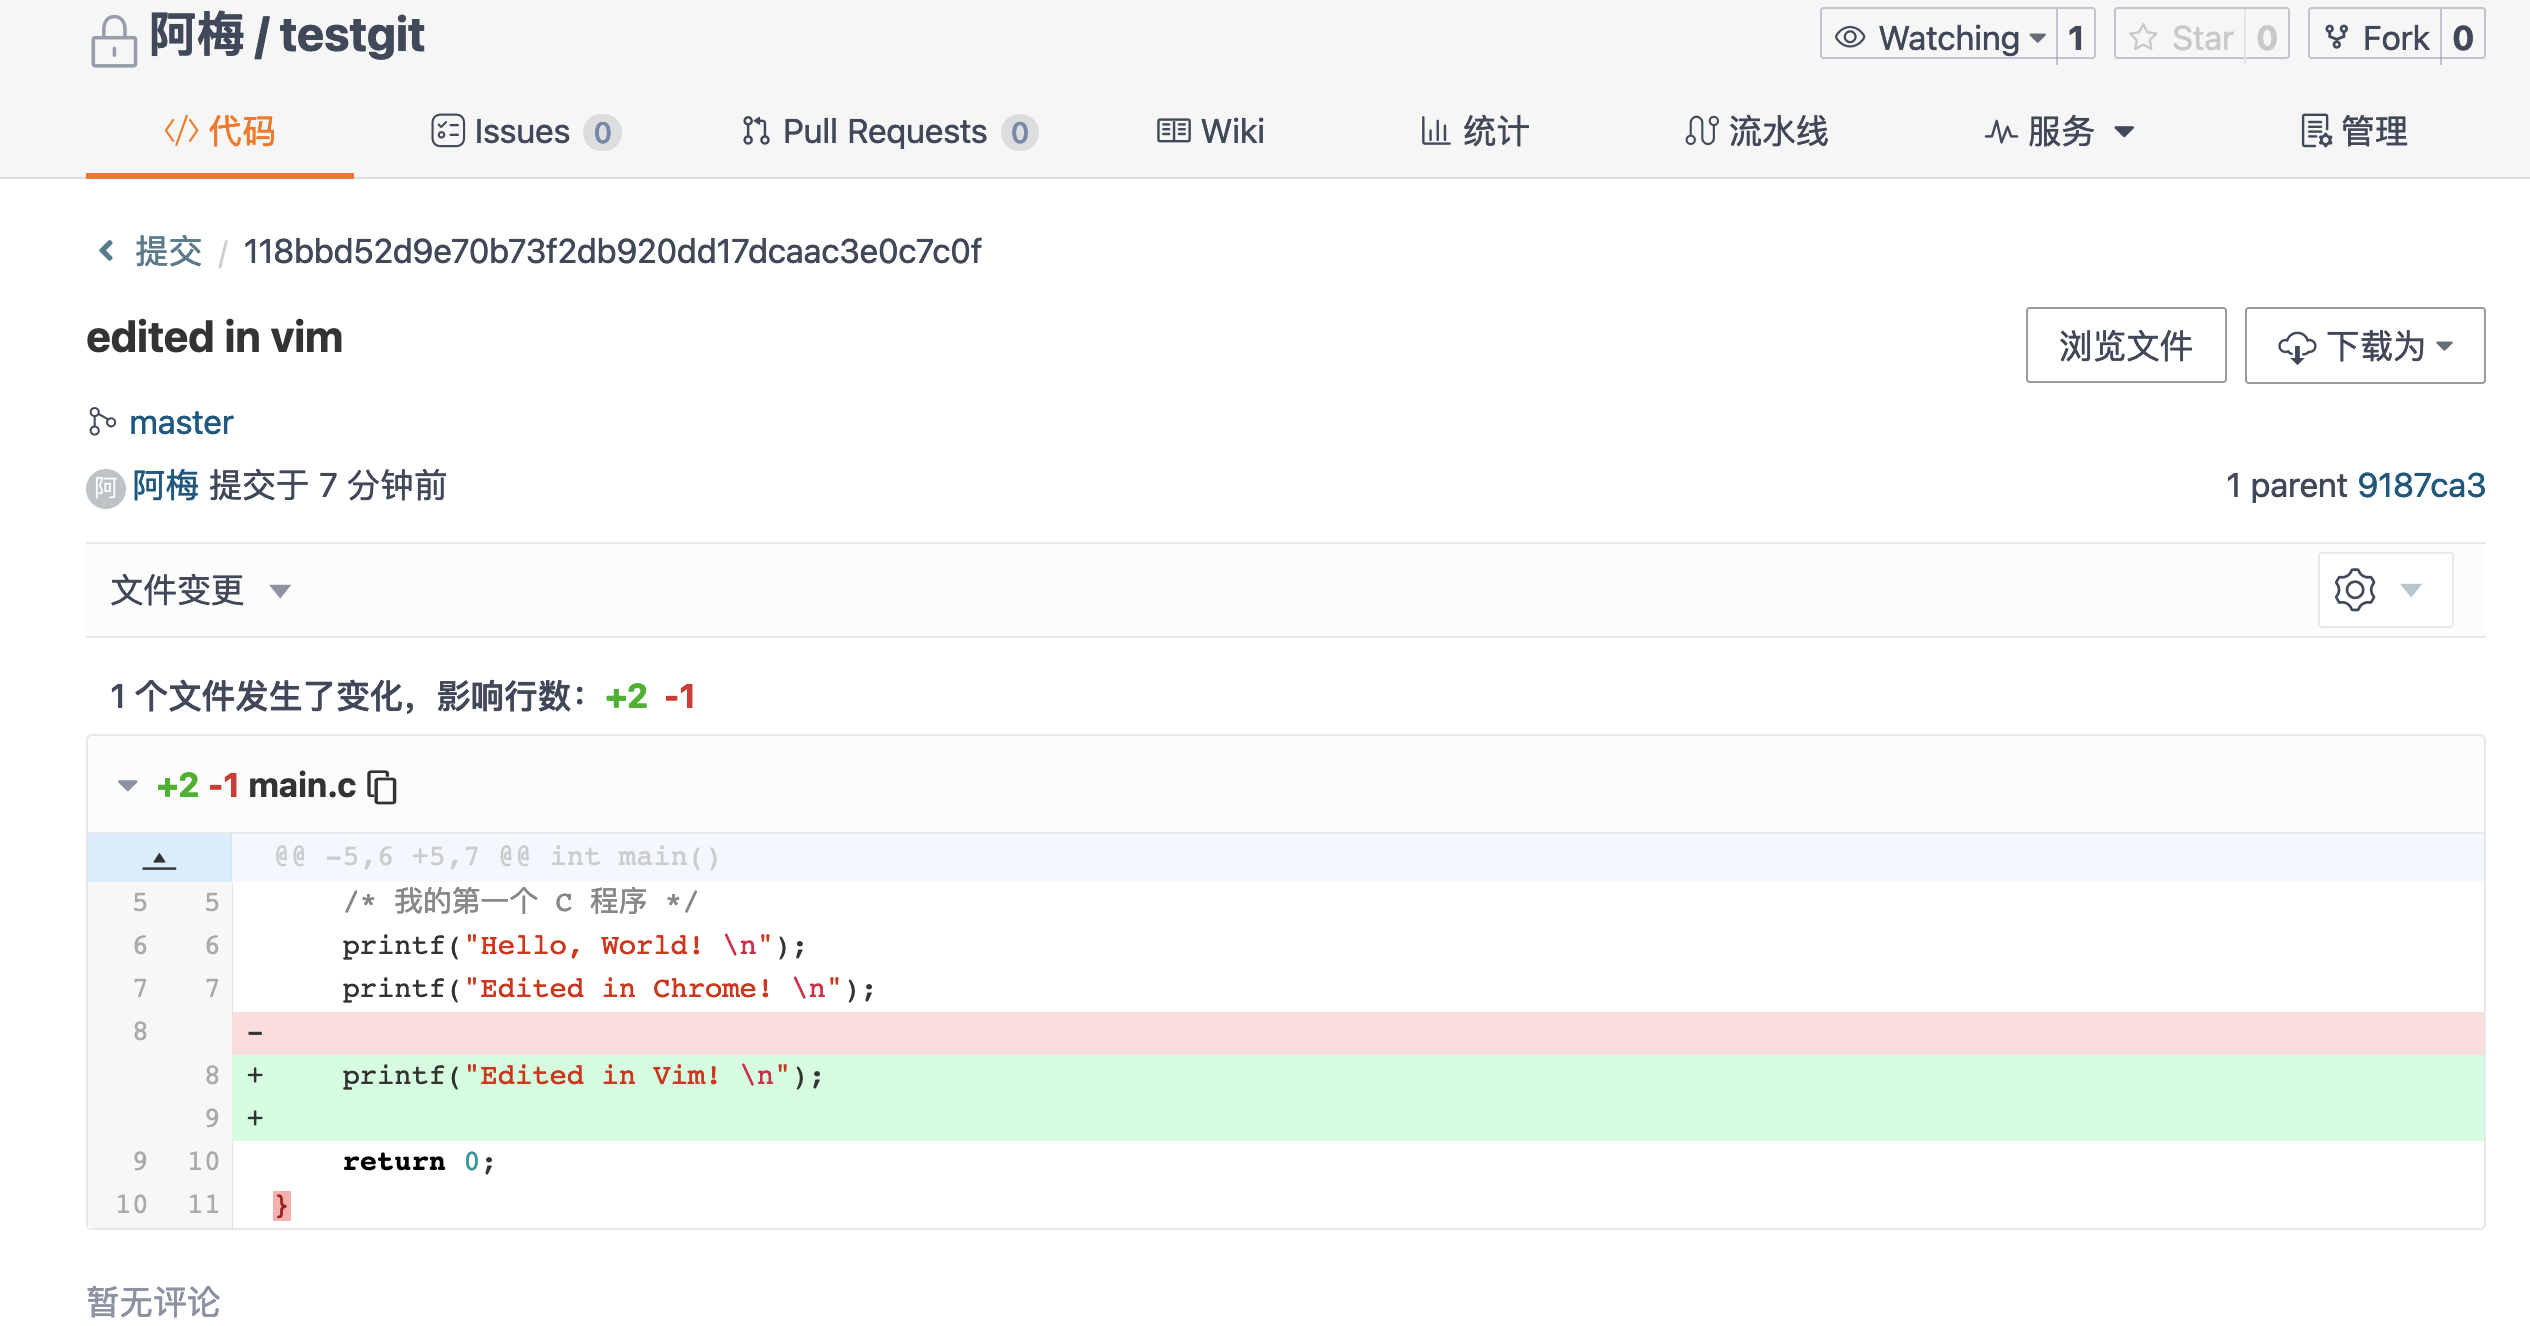 阿梅 / testgit
Watching 1 Star 0 Fork 0
代码 Issues 0 Pull Requests 0 Wiki 统计 流水线 服务 管理
提交 / 118bbd52d9e70b73f2db920dd17dcaac3e0c7c0f
edited in vim
浏览文件 下载为
master
阿 阿梅 提交于 7 分钟前
1 parent 9187ca3
文件变更
1 个文件发生了变化，影响行数： +2 -1
+2 -1 main.c
@@ -5,6 +5,7 @@ int main()
5 5 /* 我的第一个 C 程序 */
6 6 printf("Hello, World! \n");
7 7 printf("Edited in Chrome! \n");
8 -
8 + printf("Edited in Vim! \n");
9 +
9 10 return 0;
10 11 }
暂无评论